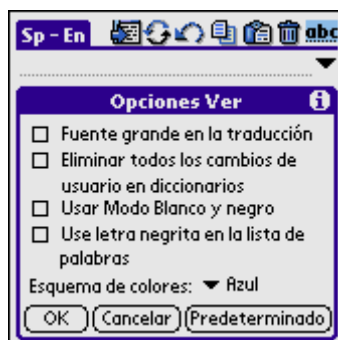 Sp - En abc
Opciones Ver i
Fuente grande en la traducción
Eliminar todos los cambios de
usuario en diccionarios
Usar Modo Blanco y negro
Use letra negrita en la lista de
palabras
Esquema de colores: Azul
OK Cancelar Predeterminado